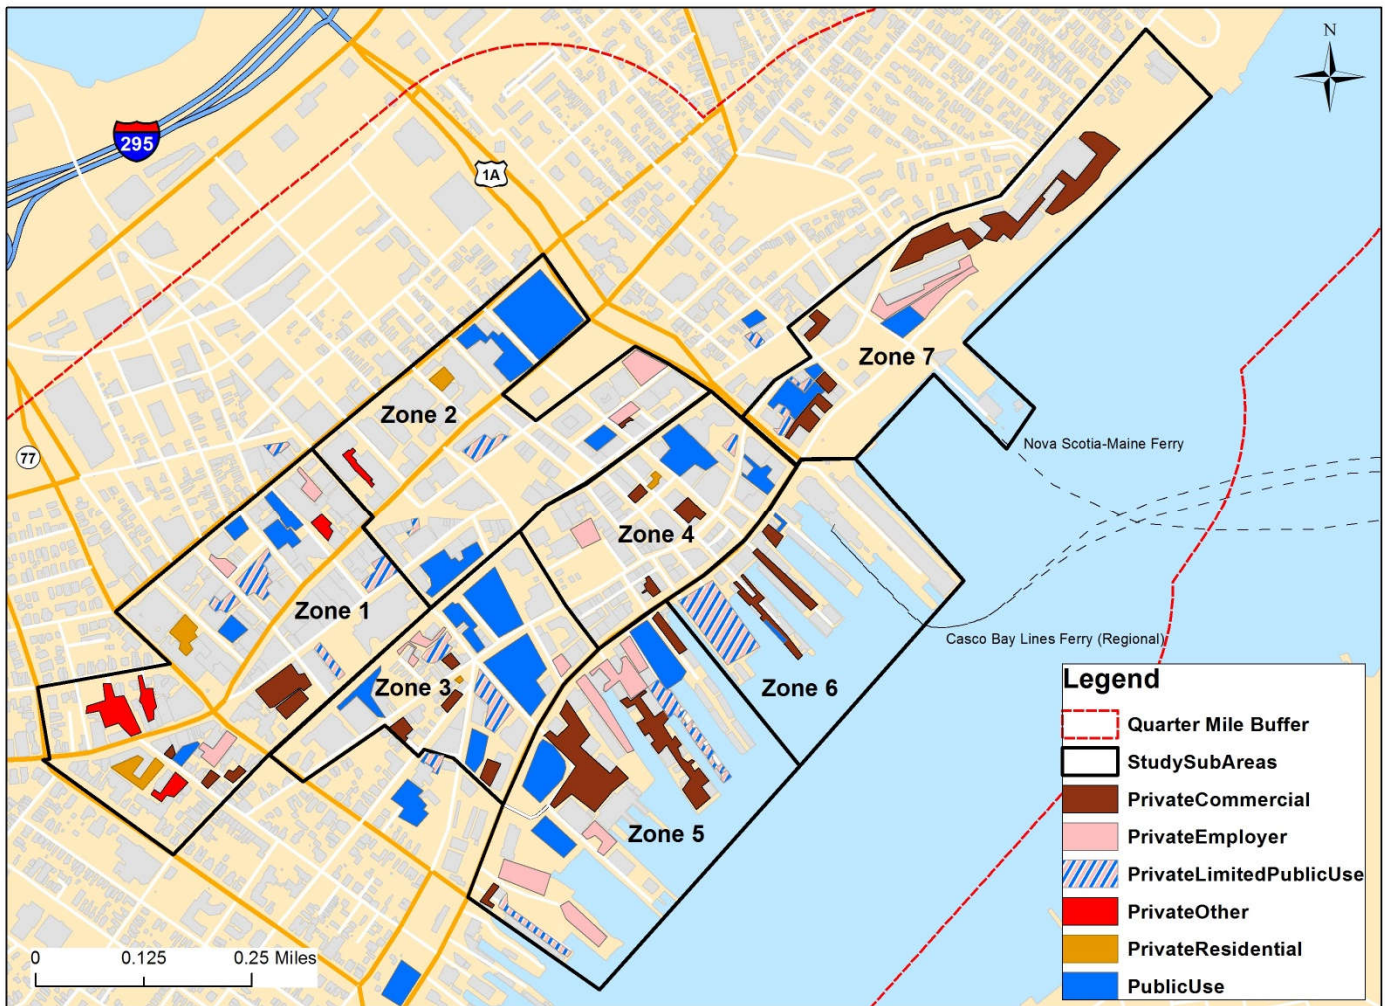 N
295
1A
77
Zone 7
Zone 2
Nova Scotia-Maine Ferry
Zone 4
Zone 1
Casco Bay Lines Ferry (Regional)
Zone 3
Zone 6
Zone 5
Legend
Quarter Mile Buffer
StudySubAreas
PrivateCommercial
PrivateEmployer
PrivateLimitedPublicUse
PrivateOther
PrivateResidential
PublicUse
0 0.125 0.25 Miles